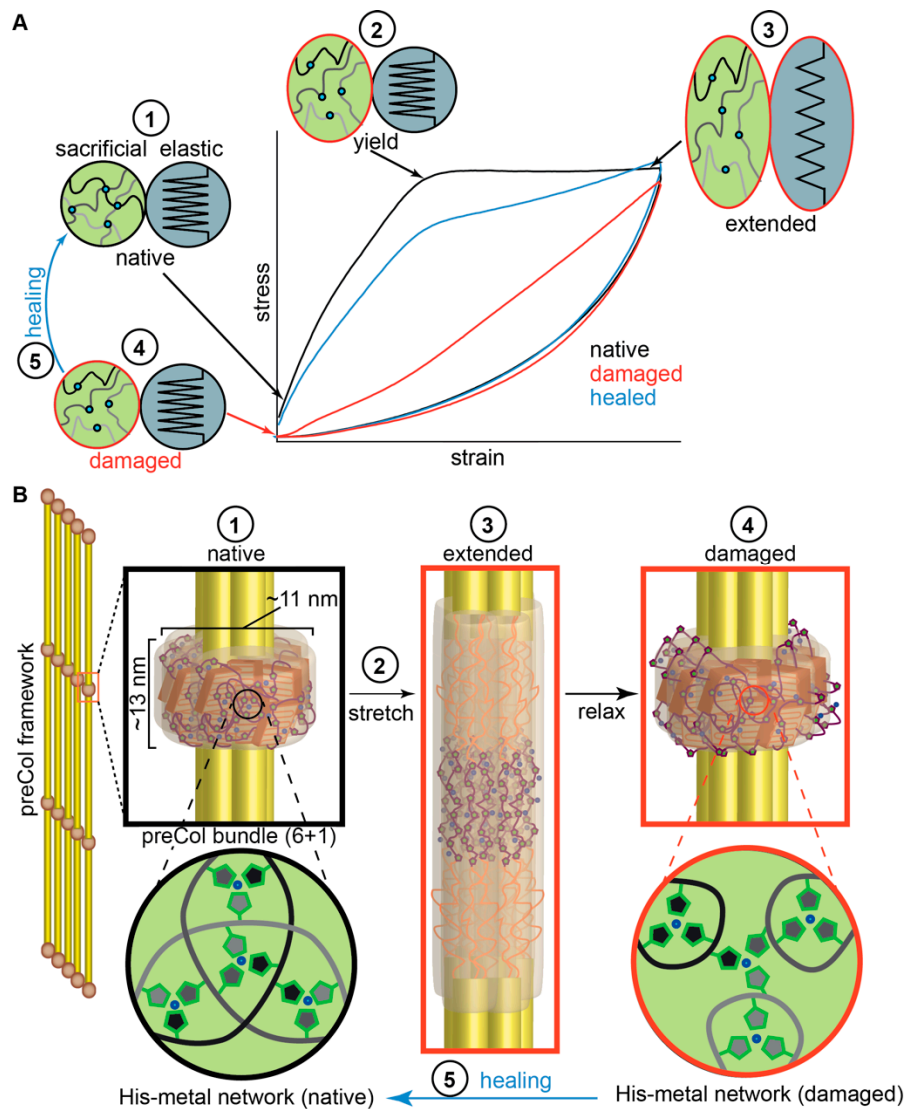 A
2
3
1
sacrificial elastic
yield
native
extended
healing
stress
5
4
native
damaged
healed
damaged
strain
B
preCol framework
1
native
3
extended
4
damaged
~11 nm
~13 nm
2
stretch
relax
preCol bundle (6+1)
5 healing
His-metal network (native)
His-metal network (damaged)